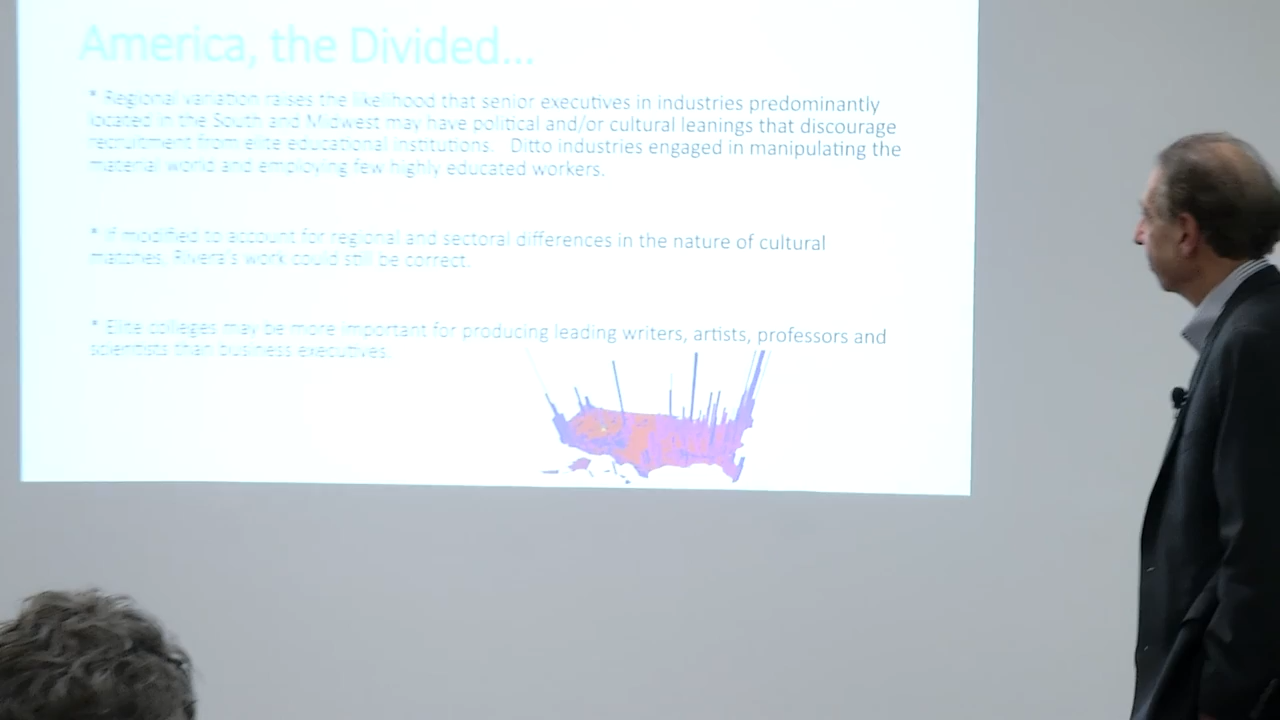 America, the Divided...
* Regional variation raises the likelihood that senior executives in industries predominantly
located in the South and Midwest may have political and/or cultural leanings that discourage
recruitment from elite educational institutions. Ditto industries engaged in manipulating the
material world and employing few highly educated workers.
* If modified to account for regional and sectoral differences in the nature of cultural
matches, Rivera's work could still be correct.
* Elite colleges may be more important for producing leading writers, artists, professors and
scientists than business executives.